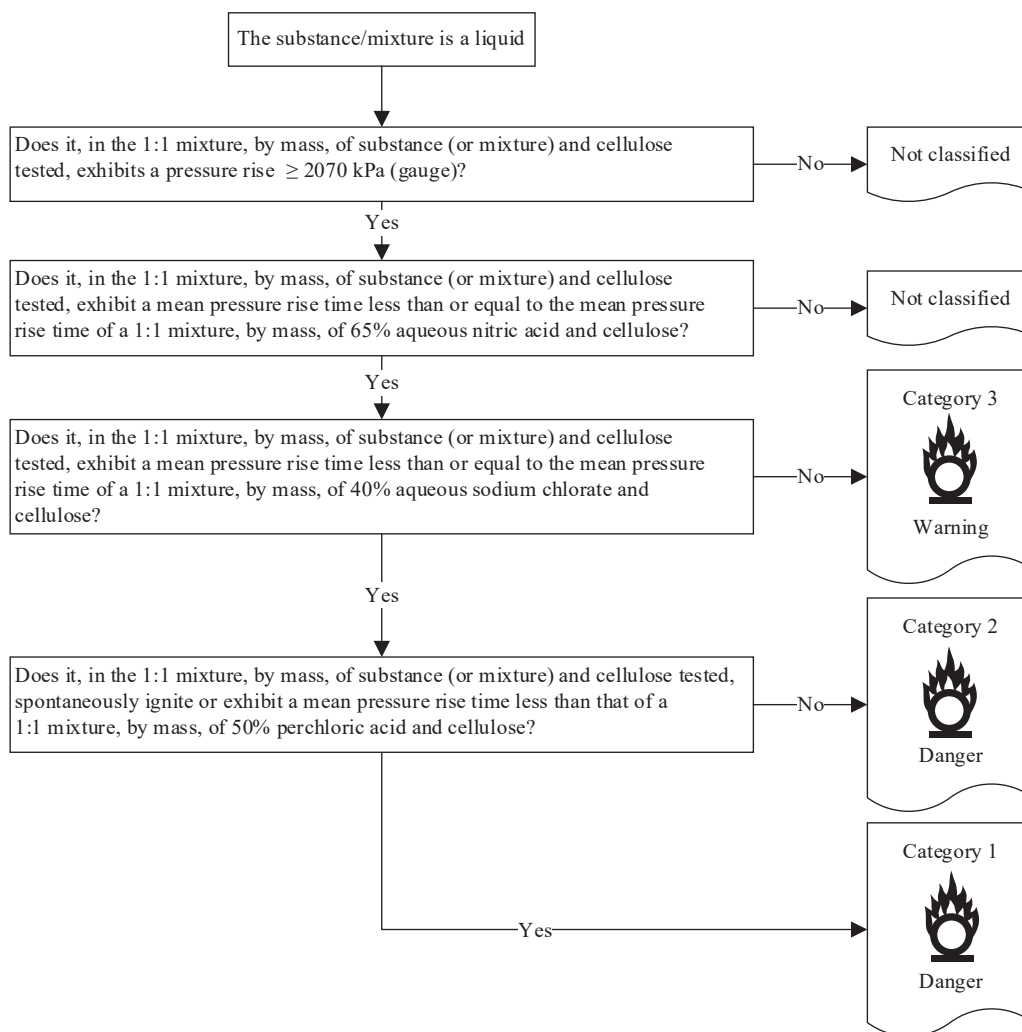 The substance/mixture is a liquid
Does it, in the 1:1 mixture, by mass, of substance (or mixture) and cellulose
tested, exhibits a pressure rise ≥ 2070 kPa (gauge)?
No
Not classified
Yes
Does it, in the 1:1 mixture, by mass, of substance (or mixture) and cellulose
tested, exhibit a mean pressure rise time less than or equal to the mean pressure
rise time of a 1:1 mixture, by mass, of 65% aqueous nitric acid and cellulose?
No
Not classified
Yes
Does it, in the 1:1 mixture, by mass, of substance (or mixture) and cellulose
tested, exhibit a mean pressure rise time less than or equal to the mean pressure
rise time of a 1:1 mixture, by mass, of 40% aqueous sodium chlorate and
cellulose?
No
Category 3
Warning
Yes
Does it, in the 1:1 mixture, by mass, of substance (or mixture) and cellulose tested,
spontaneously ignite or exhibit a mean pressure rise time less than that of a
1:1 mixture, by mass, of 50% perchloric acid and cellulose?
No
Category 2
Danger
Yes
Category 1
Danger